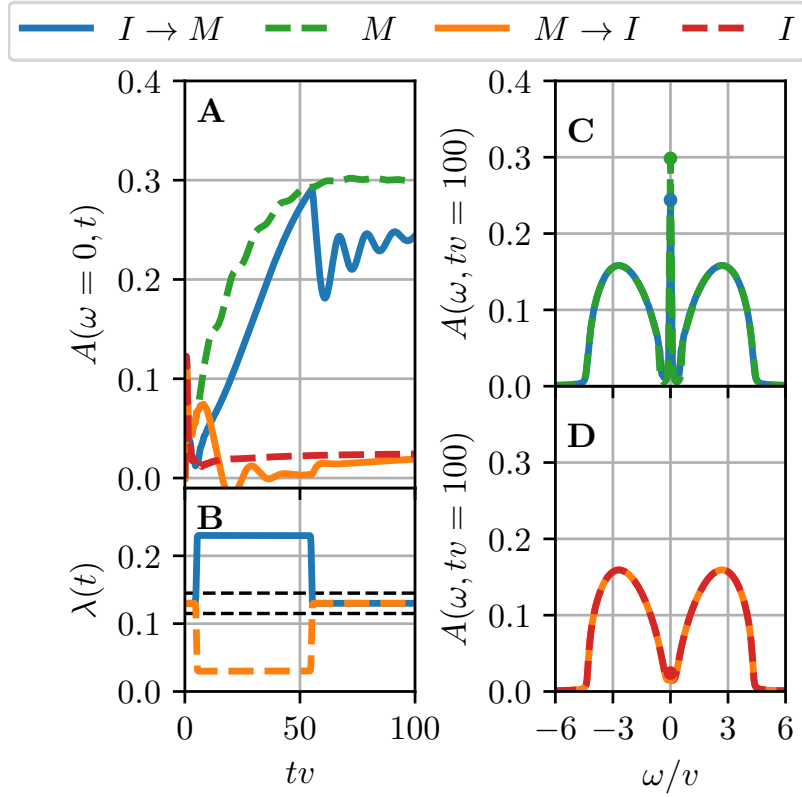 I → M M M → I I
A
A(ω = 0, t)
0.4
0.3
0.2
0.1
0.0
B
λ(t)
0.2
0.1
0.0
0 50 100
tv
C
A(ω, tv = 100)
0.4
0.3
0.2
0.1
0.0
D
A(ω, tv = 100)
0.3
0.2
0.1
0.0
−6 −3 0 3 6
ω/v